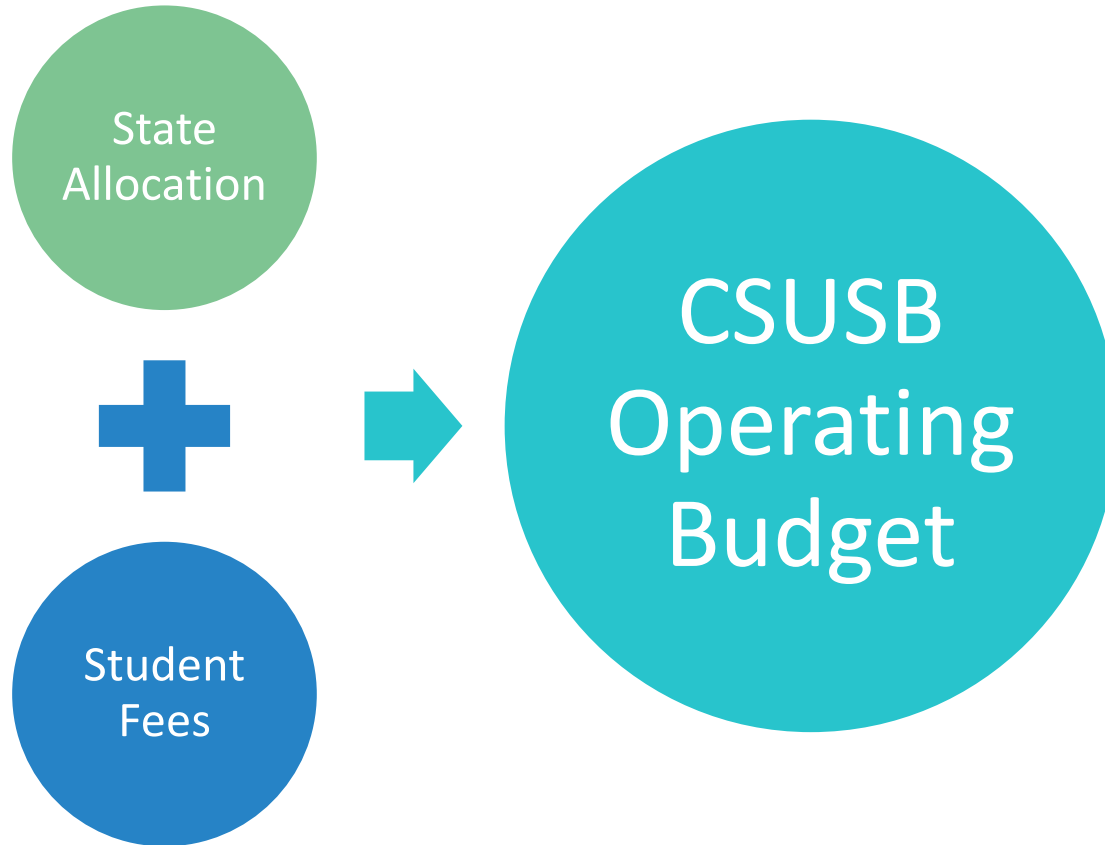 State
Allocation
Student
Fees
CSUSB
Operating
Budget